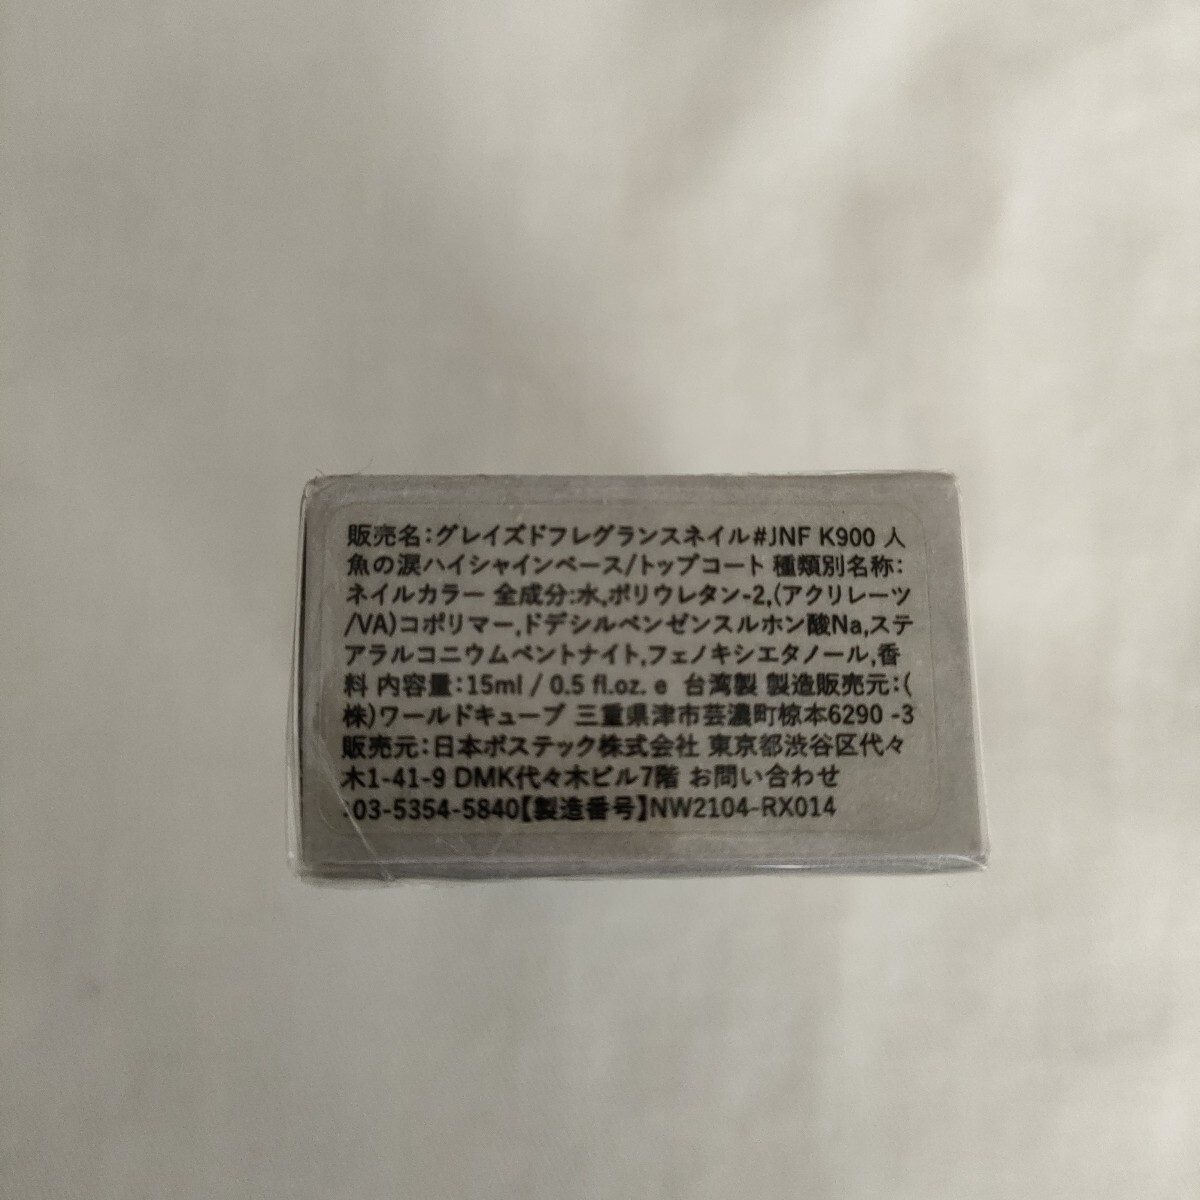 販売名:グレイズドフレグランスネイル#JNF K900 人
魚の涙ハイシャインベース/トップコート 種類別名称:
ネイルカラー 全成分:水,ポリウレタン-2,(アクリレーツ
/VA)コポリマー,ドデシルベンゼンスルホン酸Na,ステ
アラルコニウムベントナイト,フェノキシエタノール,香
料 内容量:15ml / 0.5 fl.oz. e 台湾製 製造販売元:(
株)ワールドキューブ 三重県津市芸濃町椋本6290 -3
販売元:日本ポステック株式会社 東京都渋谷区代々
木1-41-9 DMK代々木ビル7階 お問い合わせ
:03-5354-5840【製造番号】NW2104-RX014